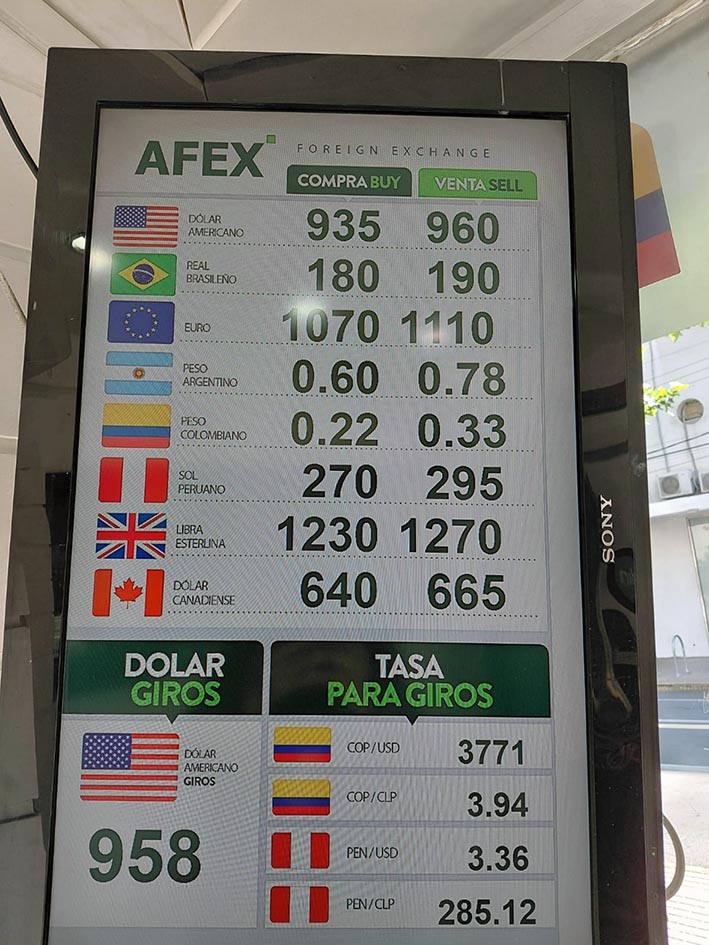 AFEX FOREIGN EXCHANGE
COMPRA BUY VENTA SELL
DÓLAR AMERICANO 935 960
REAL BRASILEÑO 180 190
EURO 1070 1110
PESO ARGENTINO 0.60 0.78
PESO COLOMBIANO 0.22 0.33
SOL PERUANO 270 295
LIBRA ESTERLINA 1230 1270
DÓLAR CANADIENSE 640 665
DOLAR GIROS
DÓLAR AMERICANO GIROS
958
TASA PARA GIROS
COP / USD 3771
COP / CLP 3.94
PEN / USD 3.36
PEN / CLP 285.12
SONY